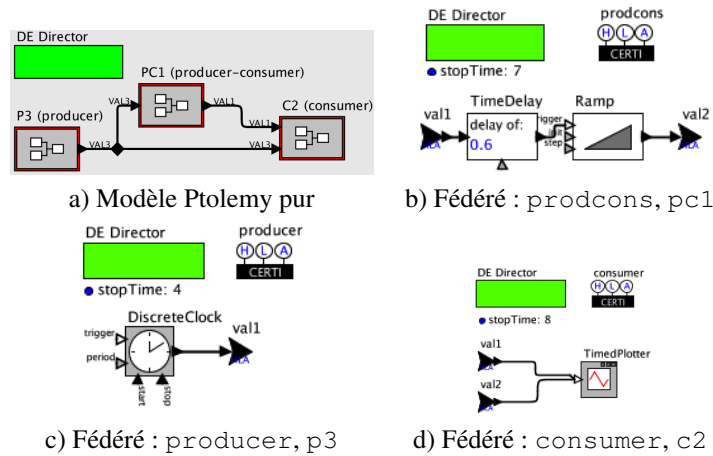 DE Director
PC1 (producer-consumer)
P3 (producer)
C2 (consumer)
VAL3
VAL3
VAL1
VAL1
VAL3
a) Modèle Ptolemy pur
DE Director
prodcons
H L A
CERTI
stopTime: 7
val1
TimeDelay
delay of:
0.6
Ramp
trigger
init
step
val2
b) Fédéré : prodcons, pc1
DE Director
producer
H L A
CERTI
stopTime: 4
DiscreteClock
trigger
period
start
stop
val1
c) Fédéré : producer, p3
DE Director
consumer
H L A
CERTI
stopTime: 8
val1
val2
TimedPlotter
d) Fédéré : consumer, c2